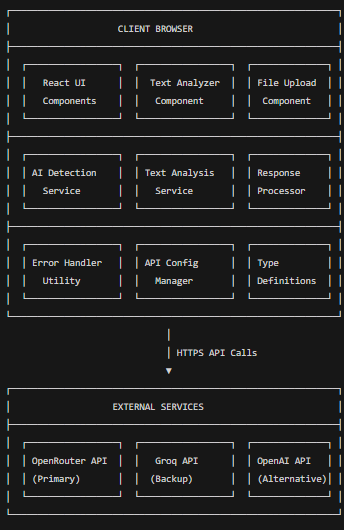 CLIENT BROWSER
React UI Text Analyzer File Upload
Components Component Component
AI Detection Text Analysis Response
Service Service Processor
Error Handler API Config Type
Utility Manager Definitions
HTTPS API Calls
EXTERNAL SERVICES
OpenRouter API Groq API OpenAI API
(Primary) (Backup) (Alternative)